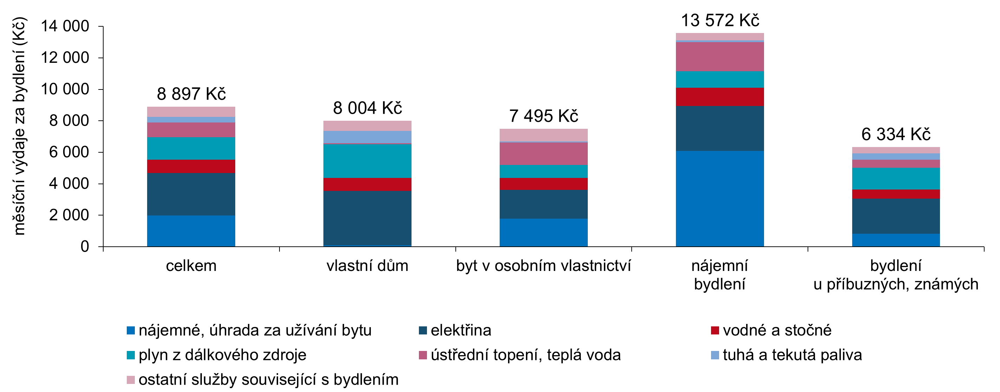 měsíční výdaje za bydlení (Kč)
14 000
12 000
10 000
8 000
6 000
4 000
2 000
0
8 897 Kč
8 004 Kč
7 495 Kč
13 572 Kč
6 334 Kč
celkem
vlastní dům
byt v osobním vlastnictví
nájemní
bydlení
bydlení
u příbuzných, známých
nájemné, úhrada za užívání bytu
elektřina
vodné a stočné
plyn z dálkového zdroje
ústřední topení, teplá voda
tuhá a tekutá paliva
ostatní služby související s bydlením